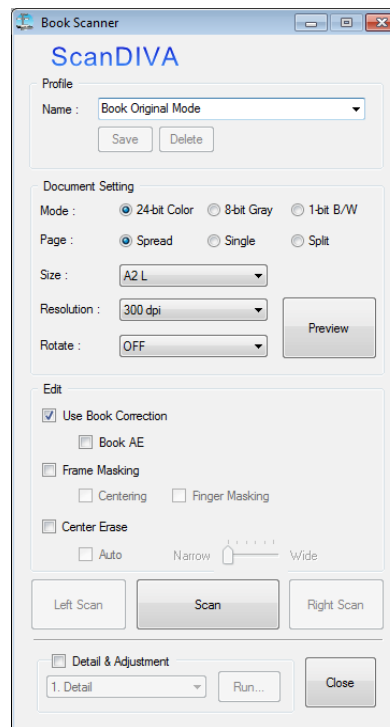 Book Scanner
ScanDIVA
Profile
Name : Book Original Mode
Save Delete
Document Setting
Mode : 24-bit Color 8-bit Gray 1-bit B/W
Page : Spread Single Split
Size : A2 L
Resolution : 300 dpi
Preview
Rotate : OFF
Edit
Use Book Correction
Book AE
Frame Masking
Centering Finger Masking
Center Erase
Auto Narrow Wide
Left Scan Scan Right Scan
Detail & Adjustment
1. Detail Run... Close